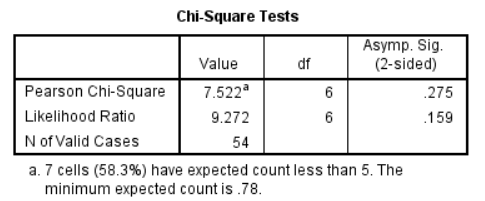 Chi-Square Tests
Value df Asymp. Sig. (2-sided)
Pearson Chi-Square 7.522a 6 .275
Likelihood Ratio 9.272 6 .159
N of Valid Cases 54
a. 7 cells (58.3%) have expected count less than 5. The
minimum expected count is .78.